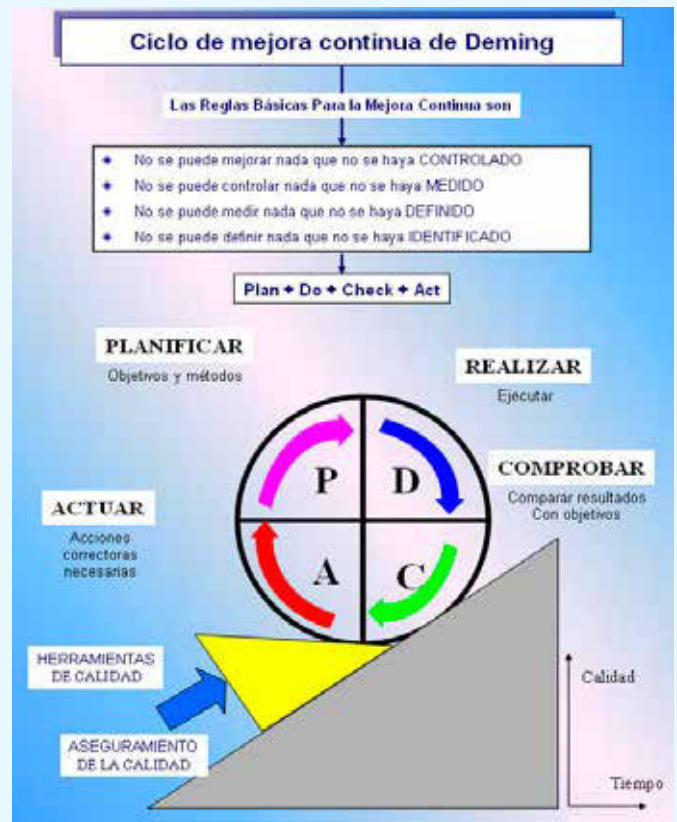 Ciclo de mejora continua de Deming
Las Reglas Básicas Para la Mejora Continua son
No se puede mejorar nada que no se haya CONTROLADO
No se puede controlar nada que no se haya MEDIDO
No se puede medir nada que no se haya DEFINIDO
No se puede definir nada que no se haya IDENTIFICADO
Plan + Do + Check + Act
PLANIFICAR
Objetivos y métodos
REALIZAR
Ejecutar
COMPROBAR
Comparar resultados
Con objetivos
ACTUAR
Acciones
correctoras
necesarias
P
D
A
C
HERRAMIENTAS
DE CALIDAD
ASEGURAMIENTO
DE LA CALIDAD
Calidad
Tiempo